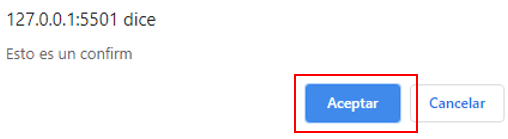 127.0.0.1:5501 dice
Esto es un confirm
Aceptar Cancelar